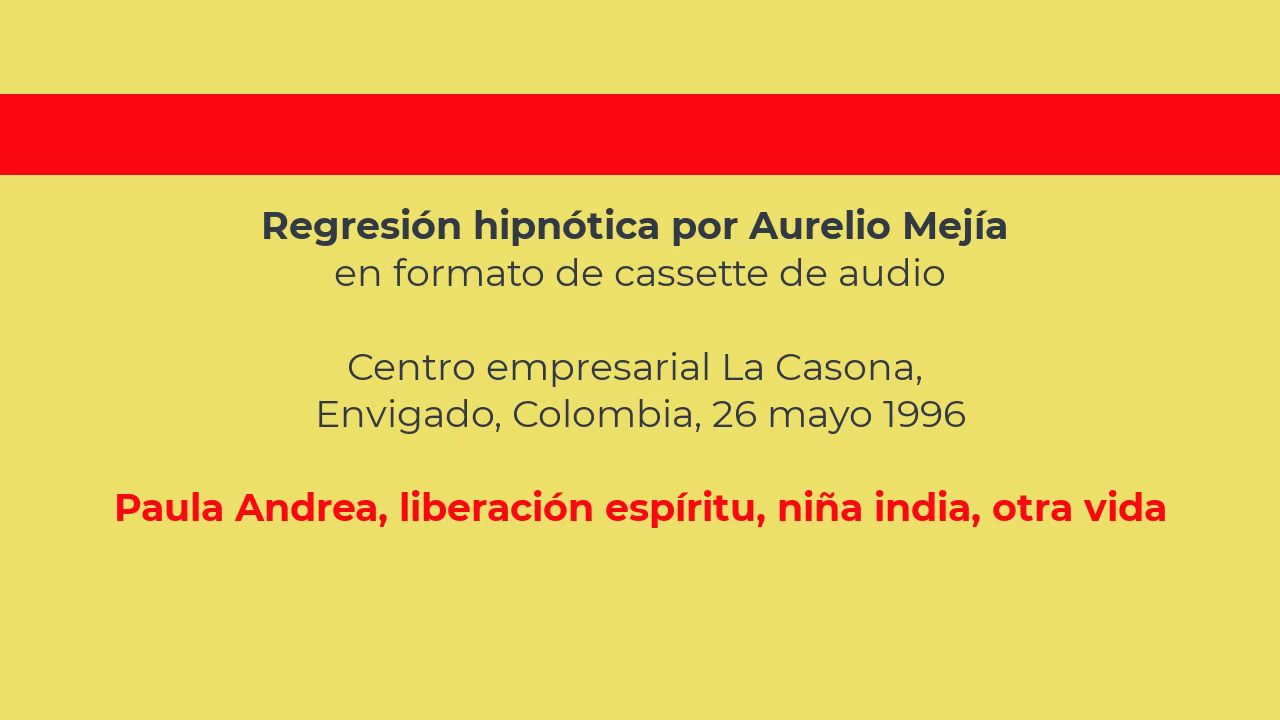 Regresión hipnótica por Aurelio Mejía
en formato de cassette de audio
Centro empresarial La Casona,
Envigado, Colombia, 26 mayo 1996
Paula Andrea, liberación espíritu, niña india, otra vida